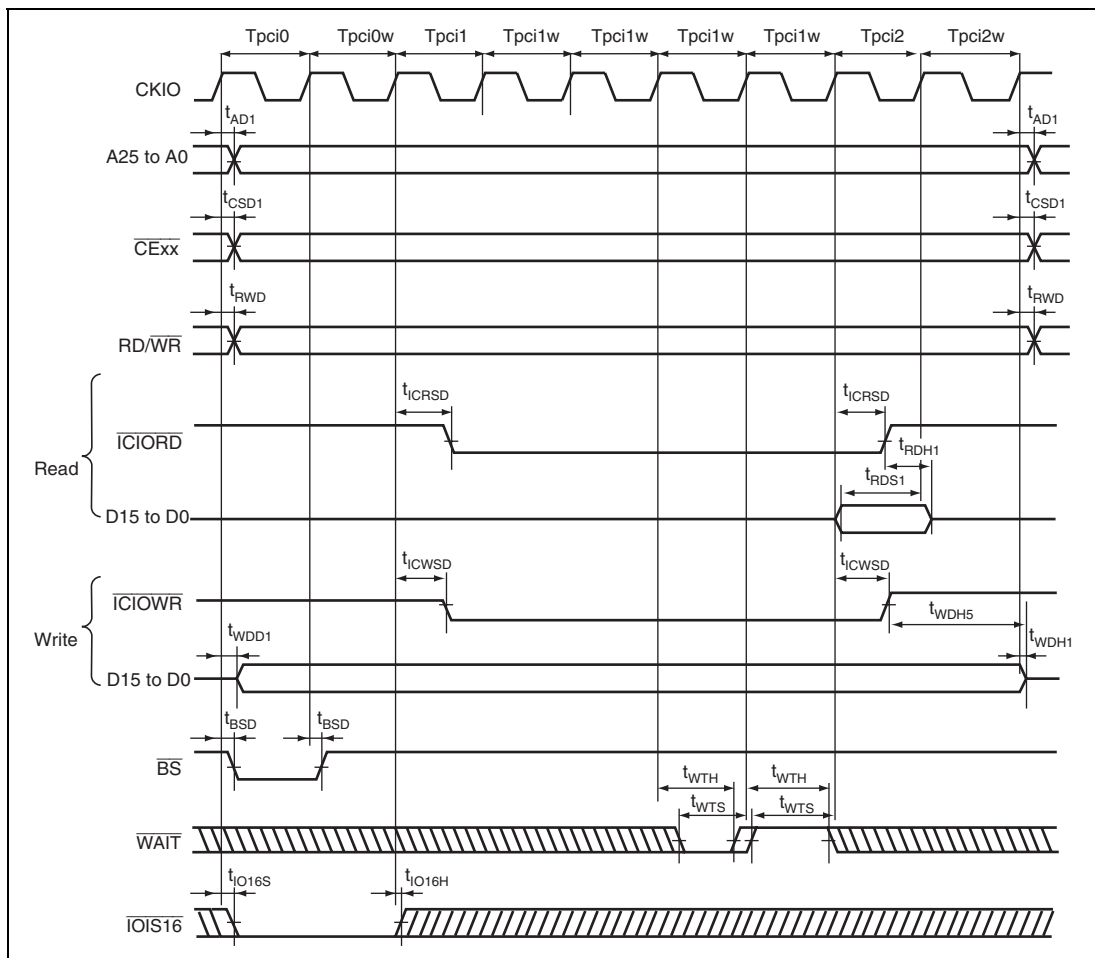 Tpci0 Tpci0w Tpci1 Tpci1w Tpci1w Tpci1w Tpci1w Tpci2 Tpci2w
CKIO
tAD1 tAD1
A25 to A0
tCSD1 tCSD1
CExx
tRWD tRWD
RD/WR
tICRSD tICRSD
ICIORD
tRDH1
Read
tRDS1
D15 to D0
tICWSD tICWSD
ICIOWR
tWDH5
Write
tWDD1 tWDH1
D15 to D0
tBSD tBSD
BS
tWTH tWTH
tWTS tWTS
WAIT
tIO16S tIO16H
IOIS16